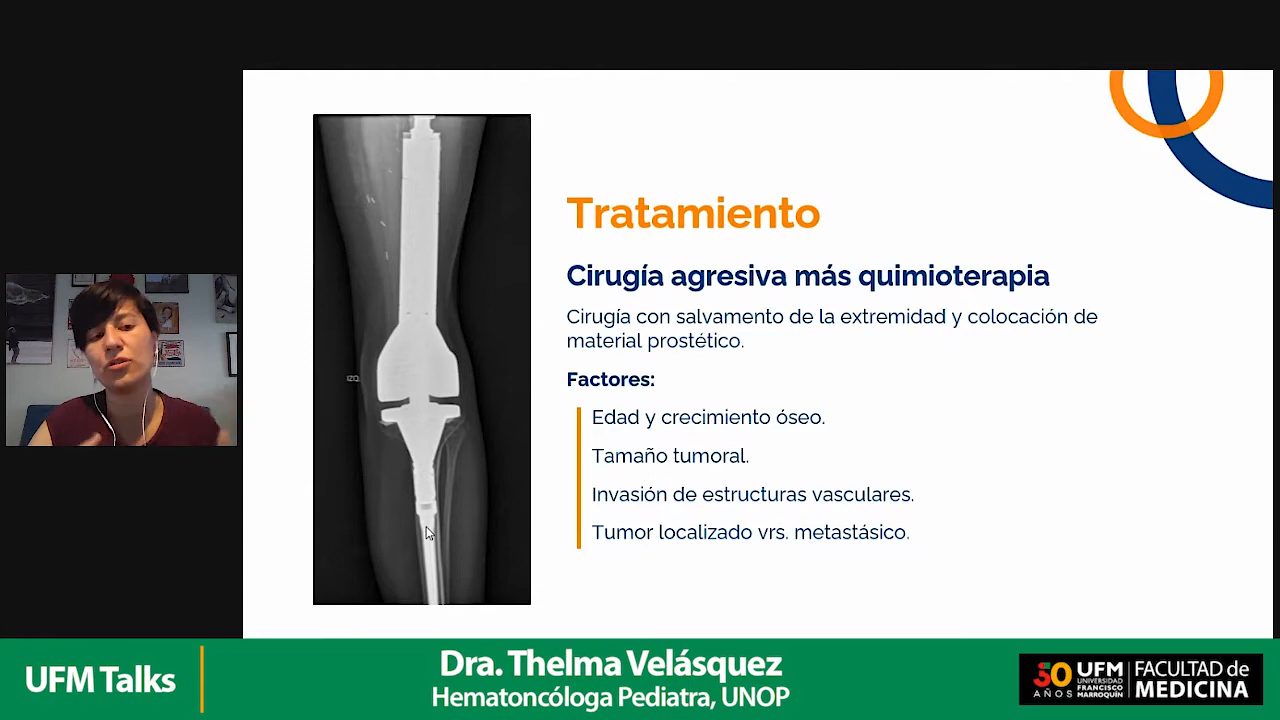 Tratamiento
Cirugía agresiva más quimioterapia
Cirugía con salvamento de la extremidad y colocación de
material prostético.
Factores:
Edad y crecimiento óseo.
Tamaño tumoral.
Invasión de estructuras vasculares.
Tumor localizado vrs. metastásico.
IZQ.
UFM Talks
Dra. Thelma Velásquez
Hematoncóloga Pediatra, UNOP
50
AÑOS
UFM
UNIVERSIDAD
FRANCISCO
MARROQUÍN
FACULTAD de
MEDICINA